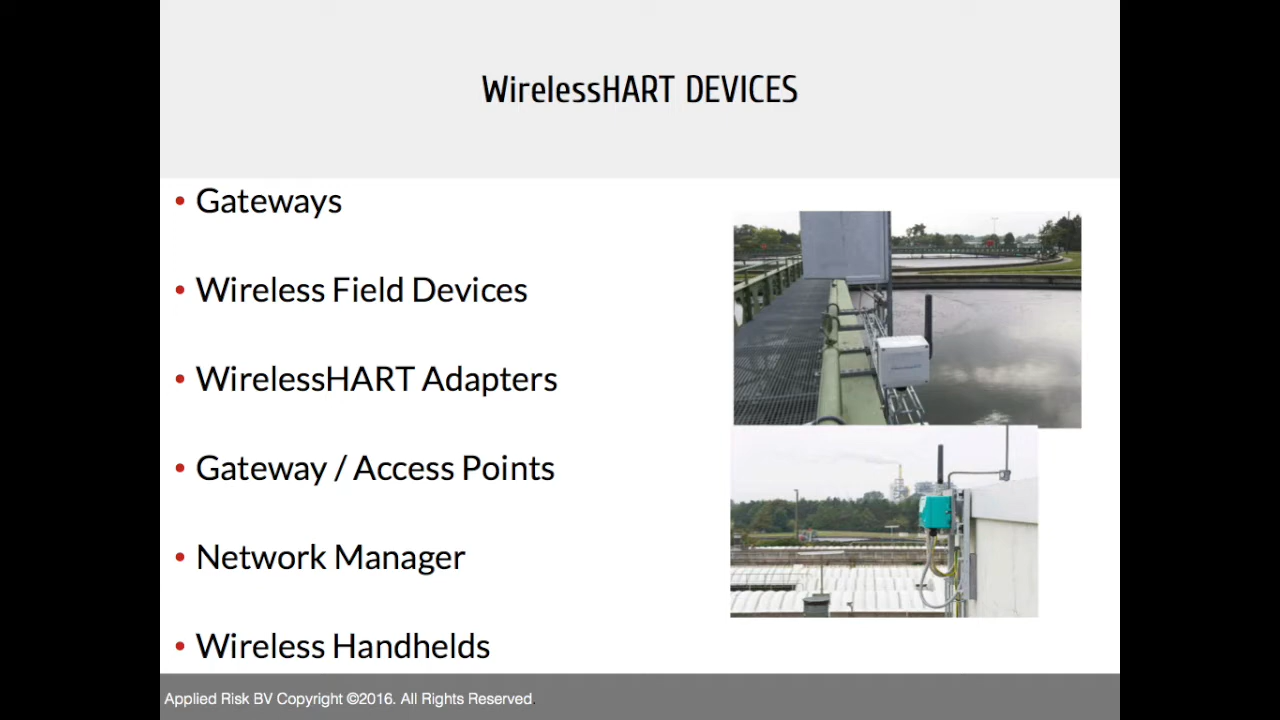 WirelessHART DEVICES
• Gateways
• Wireless Field Devices
• WirelessHART Adapters
• Gateway / Access Points
• Network Manager
• Wireless Handhelds
Applied Risk BV Copyright ©2016. All Rights Reserved.